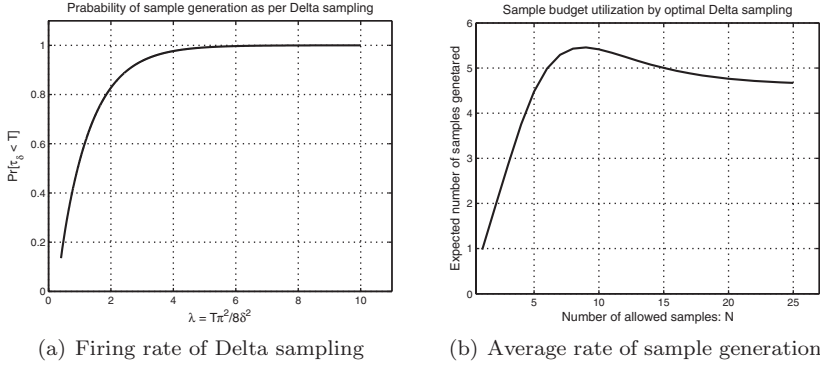 Prabability of sample generation as per Delta sampling
Pr[τ_δ < T]
1
0.8
0.6
0.4
0.2
0
0 2 4 6 8 10
λ = Tπ²/8δ²
(a) Firing rate of Delta sampling
Sample budget utilization by optimal Delta sampling
Expected number of samples genetared
6
5
4
3
2
1
0
5 10 15 20 25
Number of allowed samples: N
(b) Average rate of sample generation